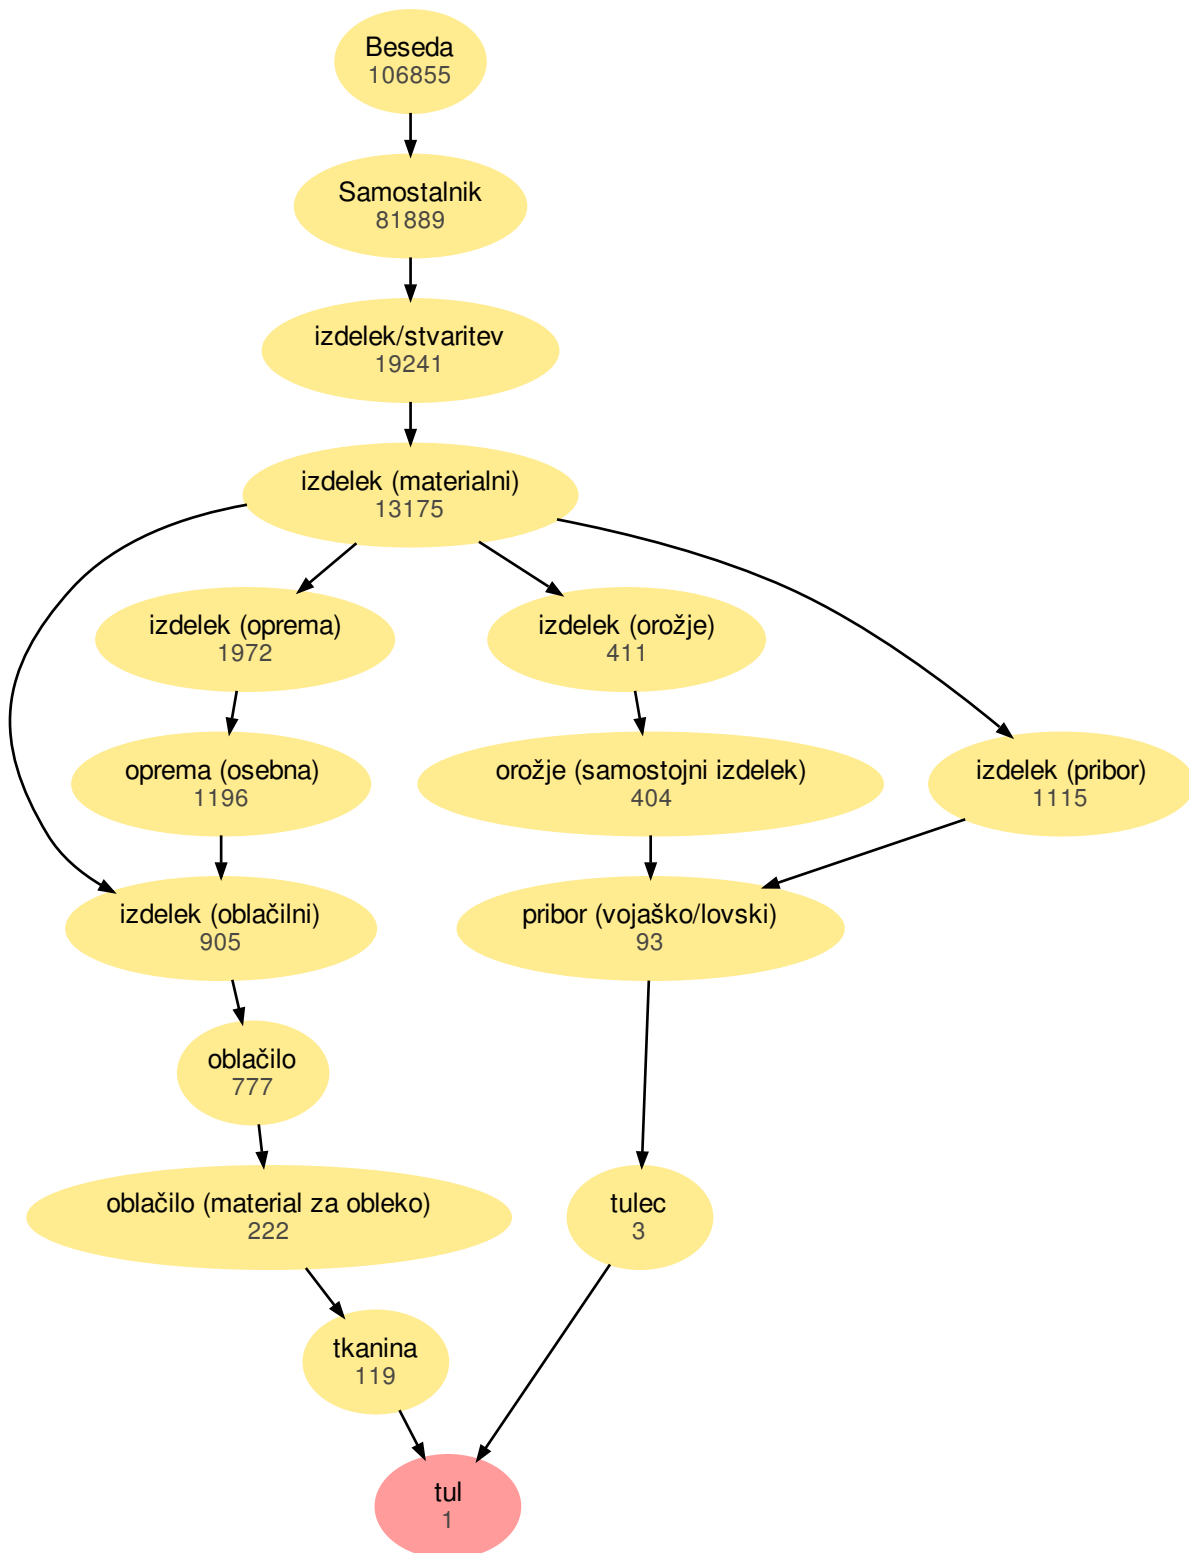 Beseda
106855
Samostalnik
81889
izdelek/stvaritev
19241
izdelek (materialni)
13175
izdelek (oprema)
1972
izdelek (orožje)
411
oprema (osebna)
1196
orožje (samostojni izdelek)
404
izdelek (pribor)
1115
izdelek (oblačilni)
905
pribor (vojaško/lovski)
93
oblačilo
777
oblačilo (material za obleko)
222
tulec
3
tkanina
119
tul
1